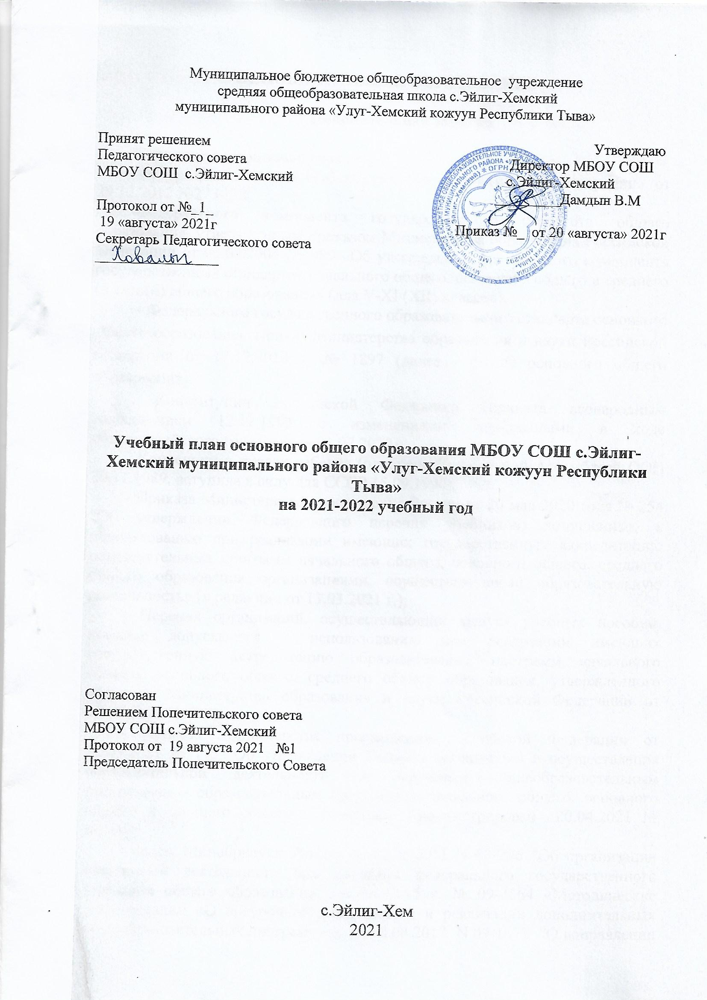 Муниципальное бюджетное общеобразовательное учреждение
средняя общеобразовательная школа с.Эйлиг-Хемский
муниципального района «Улуг-Хемский кожуун Республики Тыва»
Принят решением
Педагогического совета
МБОУ СОШ с.Эйлиг-Хемский
Протокол от №_1_
19 «августа» 2021г
Секретарь Педагогического совета
Ховалыг
Утверждаю
Директор МБОУ СОШ
с.Эйлиг-Хемский
Дамдын В.М
Приказ №_ от 20 «августа» 2021г
Учебный план основного общего образования МБОУ СОШ с.Эйлиг-
Хемский муниципального района «Улуг-Хемский кожуун Республики
Тыва»
на 2021-2022 учебный год
Согласован
Решением Попечительского совета
МБОУ СОШ с.Эйлиг-Хемский
Протокол от 19 августа 2021 №1
Председатель Попечительского Совета
с.Эйлиг-Хем
2021